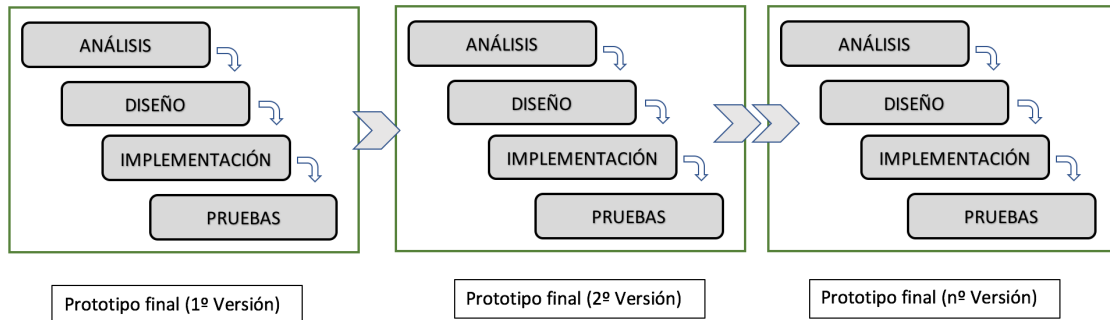 ANÁLISIS
DISEÑO
IMPLEMENTACIÓN
PRUEBAS
Prototipo final (1º Versión)
ANÁLISIS
DISEÑO
IMPLEMENTACIÓN
PRUEBAS
Prototipo final (2º Versión)
ANÁLISIS
DISEÑO
IMPLEMENTACIÓN
PRUEBAS
Prototipo final (nº Versión)